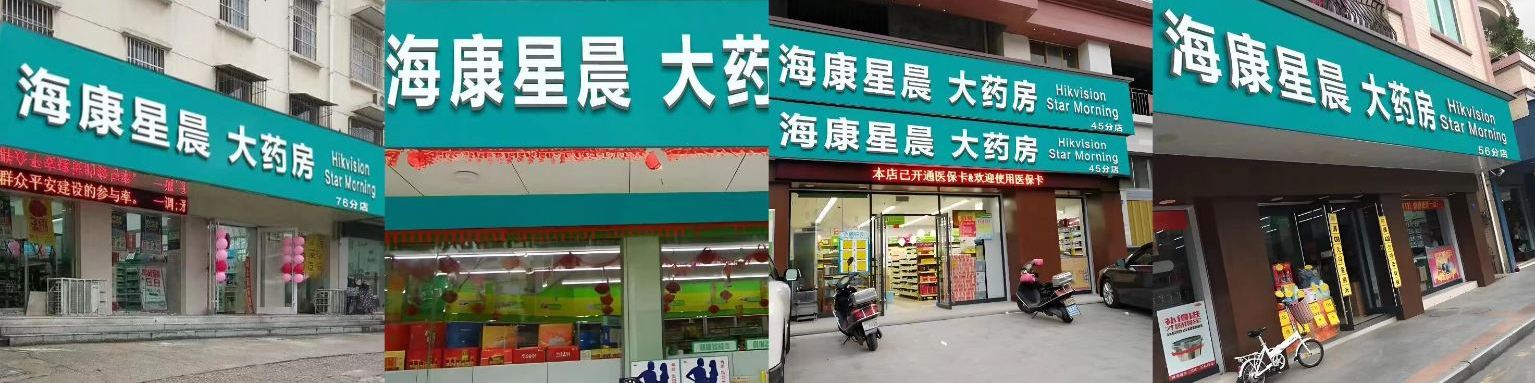 海康星晨 大药房
Hikvision
Star Morning
76分店
群众平安建设的参与率。
海康星晨 大药
海康星晨 大药房
Hikvision
Star Morning
45分店
海康星晨 大药房
Hikvision
Star Morning
45分店
本店已开通医保卡&欢迎使用医保卡
海康星晨 大药房
Hikvision
Star Morning
56分店